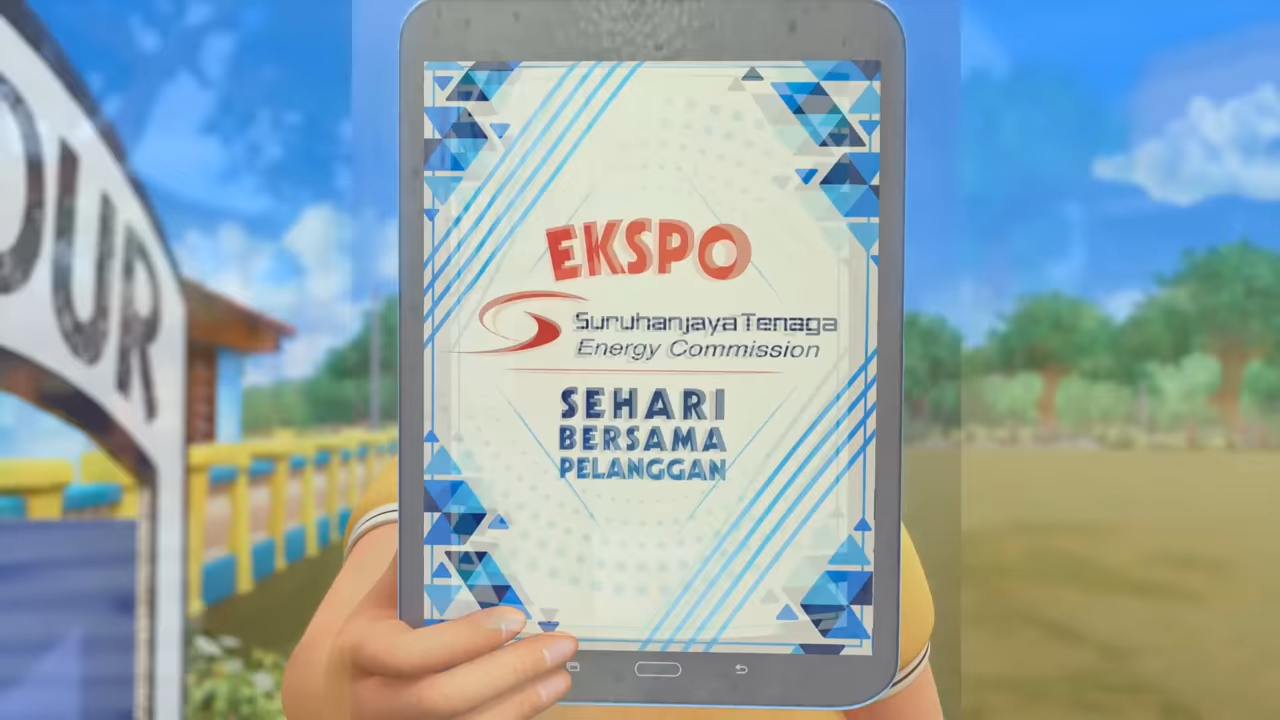 OUR
EKSPO
Suruhanjaya Tenaga
Energy Commission
SEHARI
BERSAMA
PELANGGAN